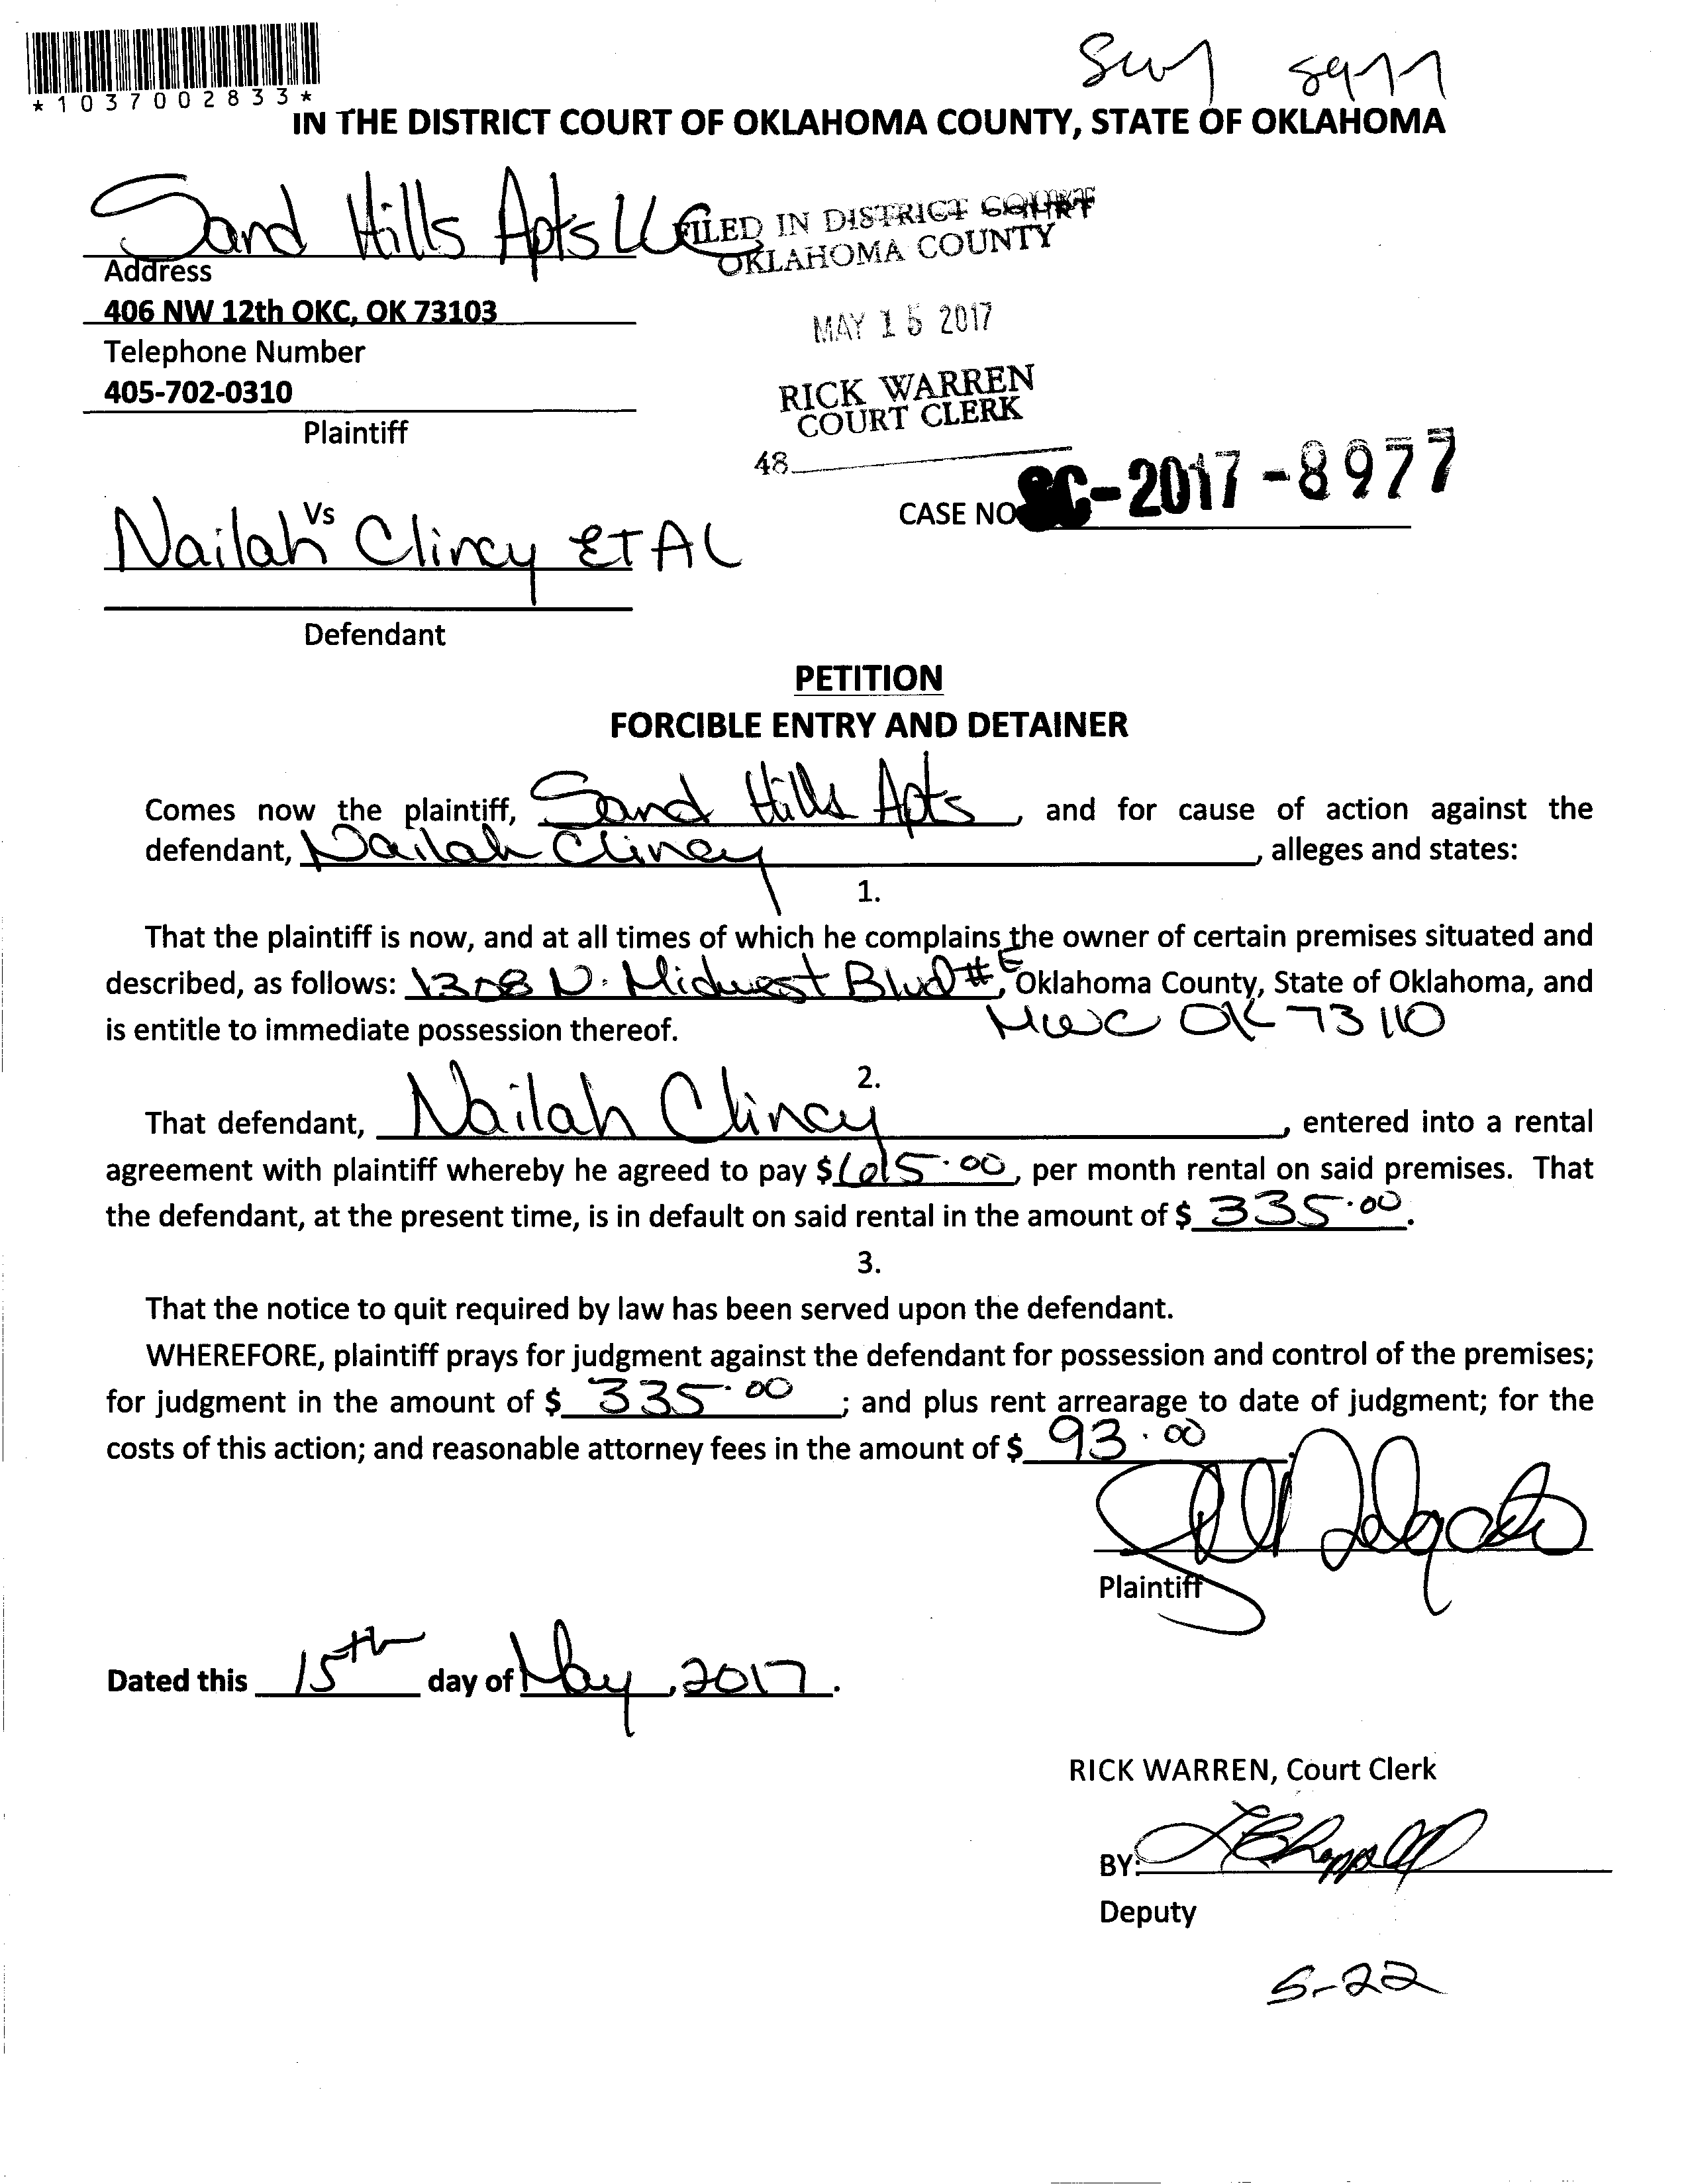 *1037002833*
IN THE DISTRICT COURT OF OKLAHOMA COUNTY, STATE OF OKLAHOMA
Sand Hills Apts LLC
FILED IN DISTRICT COURT
OKLAHOMA COUNTY
Address
406 NW 12th OKC, OK 73103
MAY 15 2017
Telephone Number
405-702-0310
RICK WARREN
COURT CLERK
Plaintiff
48
CASE NO SC-2017-8977
Vs
Nailah Clincy ET AL
Defendant
PETITION
FORCIBLE ENTRY AND DETAINER
Comes now the plaintiff, Sand Hills Apts, and for cause of action against the
defendant, Nailah Clincy, alleges and states:
1.
That the plaintiff is now, and at all times of which he complains the owner of certain premises situated and
described, as follows: 1308 N. Midwest Blvd #E, Oklahoma County, State of Oklahoma, and
is entitle to immediate possession thereof. MWC OK 73110
2.
That defendant, Nailah Clincy, entered into a rental
agreement with plaintiff whereby he agreed to pay $615.00, per month rental on said premises. That
the defendant, at the present time, is in default on said rental in the amount of $ 335.00.
3.
That the notice to quit required by law has been served upon the defendant.
WHEREFORE, plaintiff prays for judgment against the defendant for possession and control of the premises;
for judgment in the amount of $ 335.00; and plus rent arrearage to date of judgment; for the
costs of this action; and reasonable attorney fees in the amount of $ 93.00.
Delgado
Plaintiff
Dated this 15th day of May, 2017.
RICK WARREN, Court Clerk
BY:
Deputy
5-22